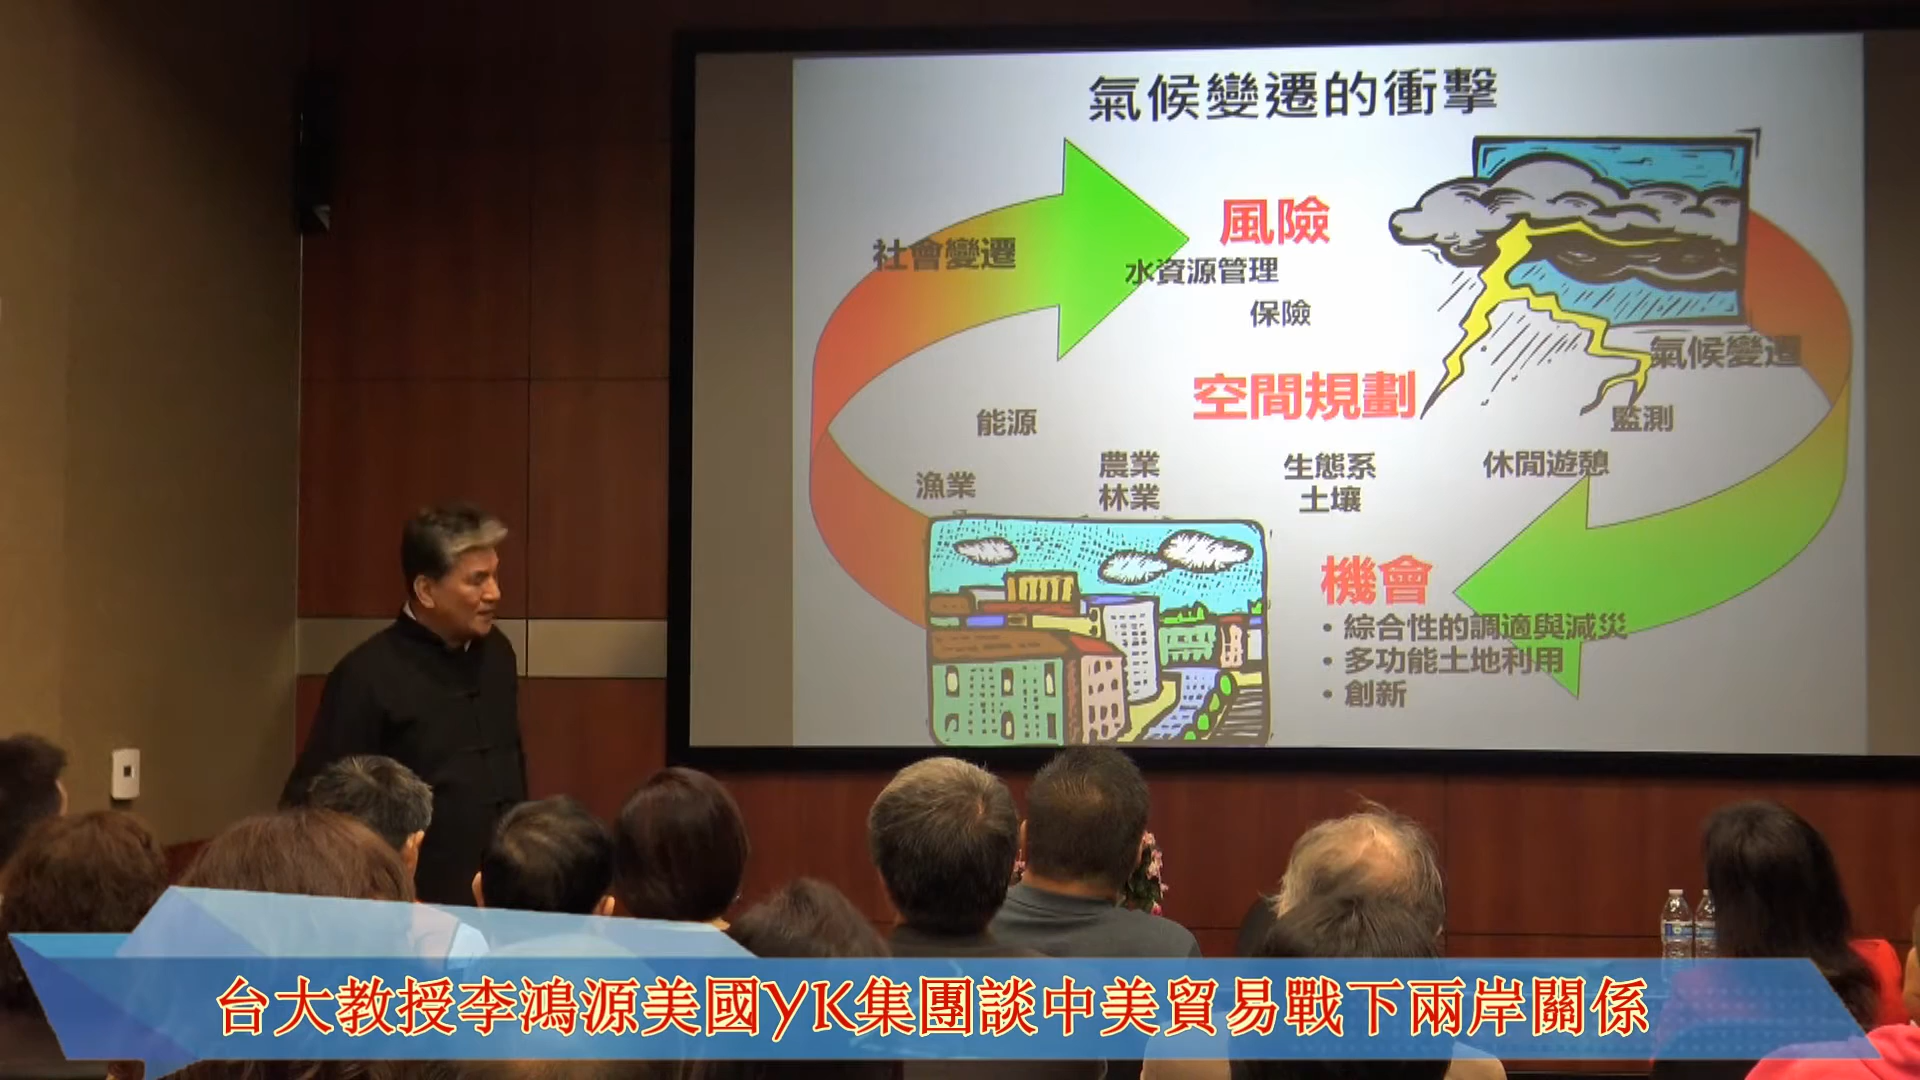 氣候變遷的衝擊
風險
社會變遷
水資源管理
保險
氣候變遷
空間規劃
能源
監測
漁業
農業
林業
生態系
土壤
休閒遊憩
機會
• 綜合性的調適與減災
• 多功能土地利用
• 創新
台大教授李鴻源美國YK集團談中美貿易戰下兩岸關係